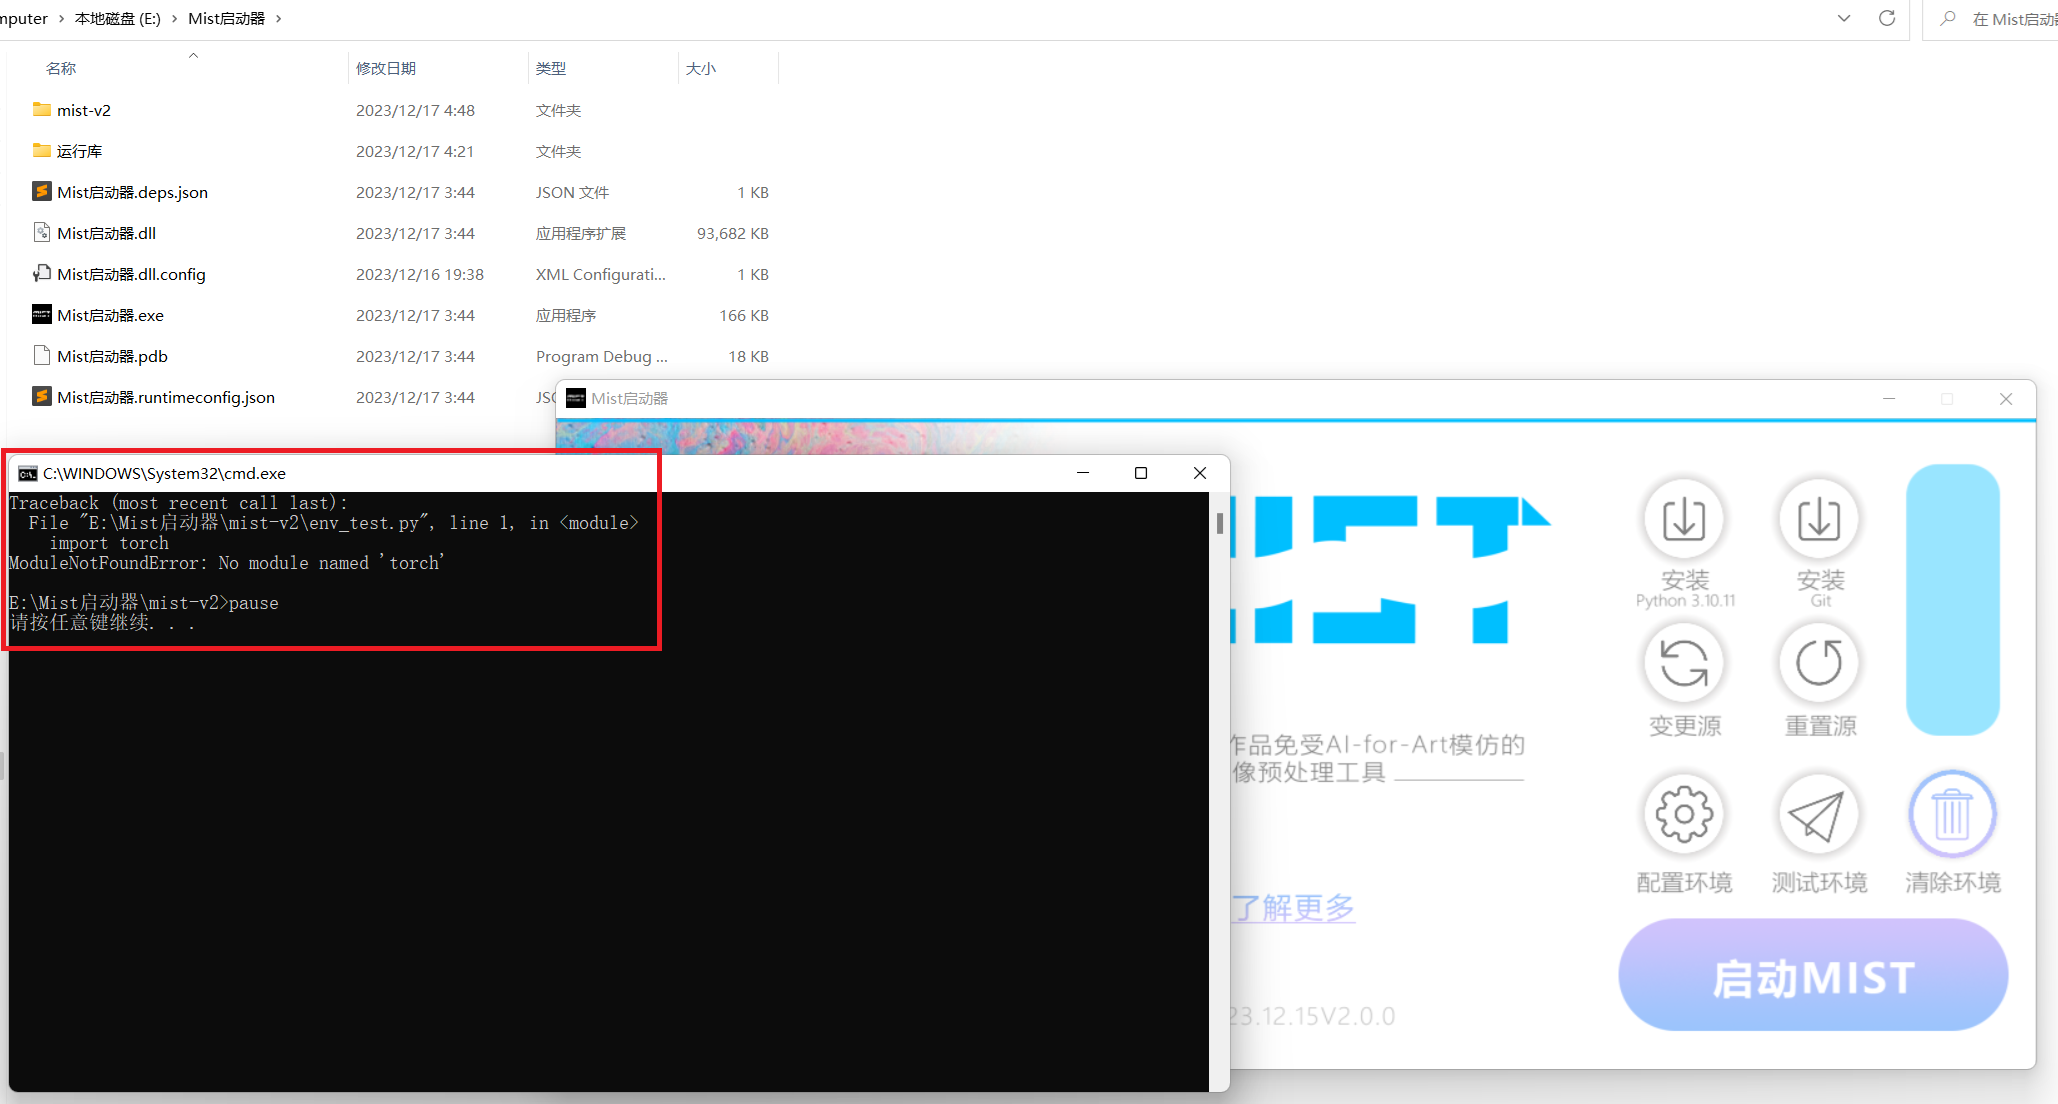 mputer › 本地磁盘 (E:) › Mist启动器 ›
在 Mist启动
名称 修改日期 类型 大小
mist-v2 2023/12/17 4:48 文件夹
运行库 2023/12/17 4:21 文件夹
Mist启动器.deps.json 2023/12/17 3:44 JSON 文件 1 KB
Mist启动器.dll 2023/12/17 3:44 应用程序扩展 93,682 KB
Mist启动器.dll.config 2023/12/16 19:38 XML Configurati... 1 KB
Mist启动器.exe 2023/12/17 3:44 应用程序 166 KB
Mist启动器.pdb 2023/12/17 3:44 Program Debug ... 18 KB
Mist启动器.runtimeconfig.json 2023/12/17 3:44 JS
Mist启动器
C:\WINDOWS\System32\cmd.exe
Traceback (most recent call last):
File "E:\Mist启动器\mist-v2\env_test.py", line 1, in <module>
import torch
ModuleNotFoundError: No module named 'torch'
E:\Mist启动器\mist-v2>pause
请按任意键继续. . .
IST
作品免受AI-for-Art模仿的
像预处理工具
了解更多
23.12.15V2.0.0
安装
Python 3.10.11
安装
Git
变更源
重置源
配置环境
测试环境
清除环境
启动MIST